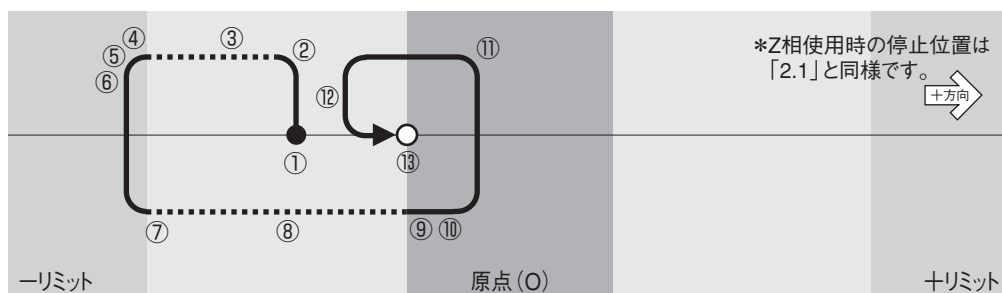 ④
③
②
⑤
⑥
⑪
⑫
*Z相使用時の停止位置は
「2.1」と同様です。
+方向
①
⑬
⑦
⑧
⑨ ⑩
−リミット
原点(O)
+リミット